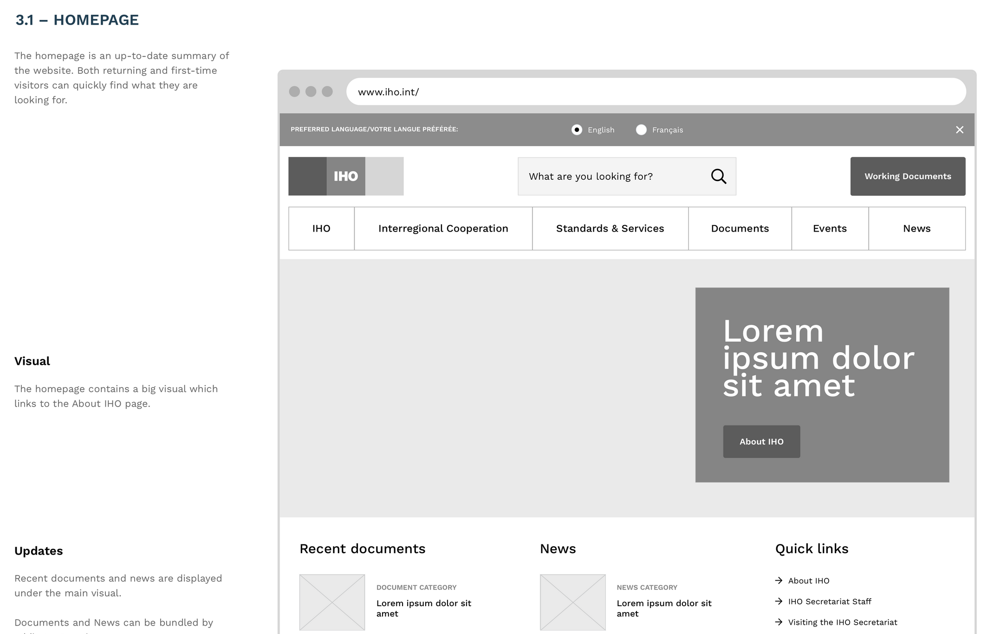 3.1 – HOMEPAGE
The homepage is an up-to-date summary of
the website. Both returning and first-time
visitors can quickly find what they are
looking for.
Visual
The homepage contains a big visual which
links to the About IHO page.
Updates
Recent documents and news are displayed
under the main visual.
Documents and News can be bundled by
www.iho.int/
PREFERRED LANGUAGE/VOTRE LANGUE PRÉFÉRÉE:
English
Français
IHO
What are you looking for?
Working Documents
IHO
Interregional Cooperation
Standards & Services
Documents
Events
News
Lorem
ipsum dolor
sit amet
About IHO
Recent documents
DOCUMENT CATEGORY
Lorem ipsum dolor sit
amet
News
NEWS CATEGORY
Lorem ipsum dolor sit
amet
Quick links
About IHO
IHO Secretariat Staff
Visiting the IHO Secretariat